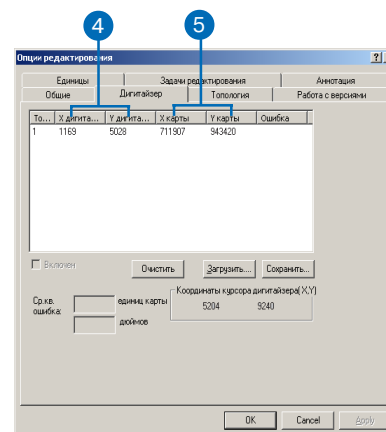 4 5
Опции редактирования ? 
Единицы Задачи редактирования Аннотация
Общие Дигитайзер Топология Работа с версиями
То... X дигита... Y дигита... X карты Y карты Ошибка
1 1169 5028 711907 943420
Включен Очистить Загрузить... Сохранить...
Координаты курсора дигитайзера( X,Y)
Ср.кв. ошибка: единиц карты 5204 9240
дюймов
OK Cancel Apply